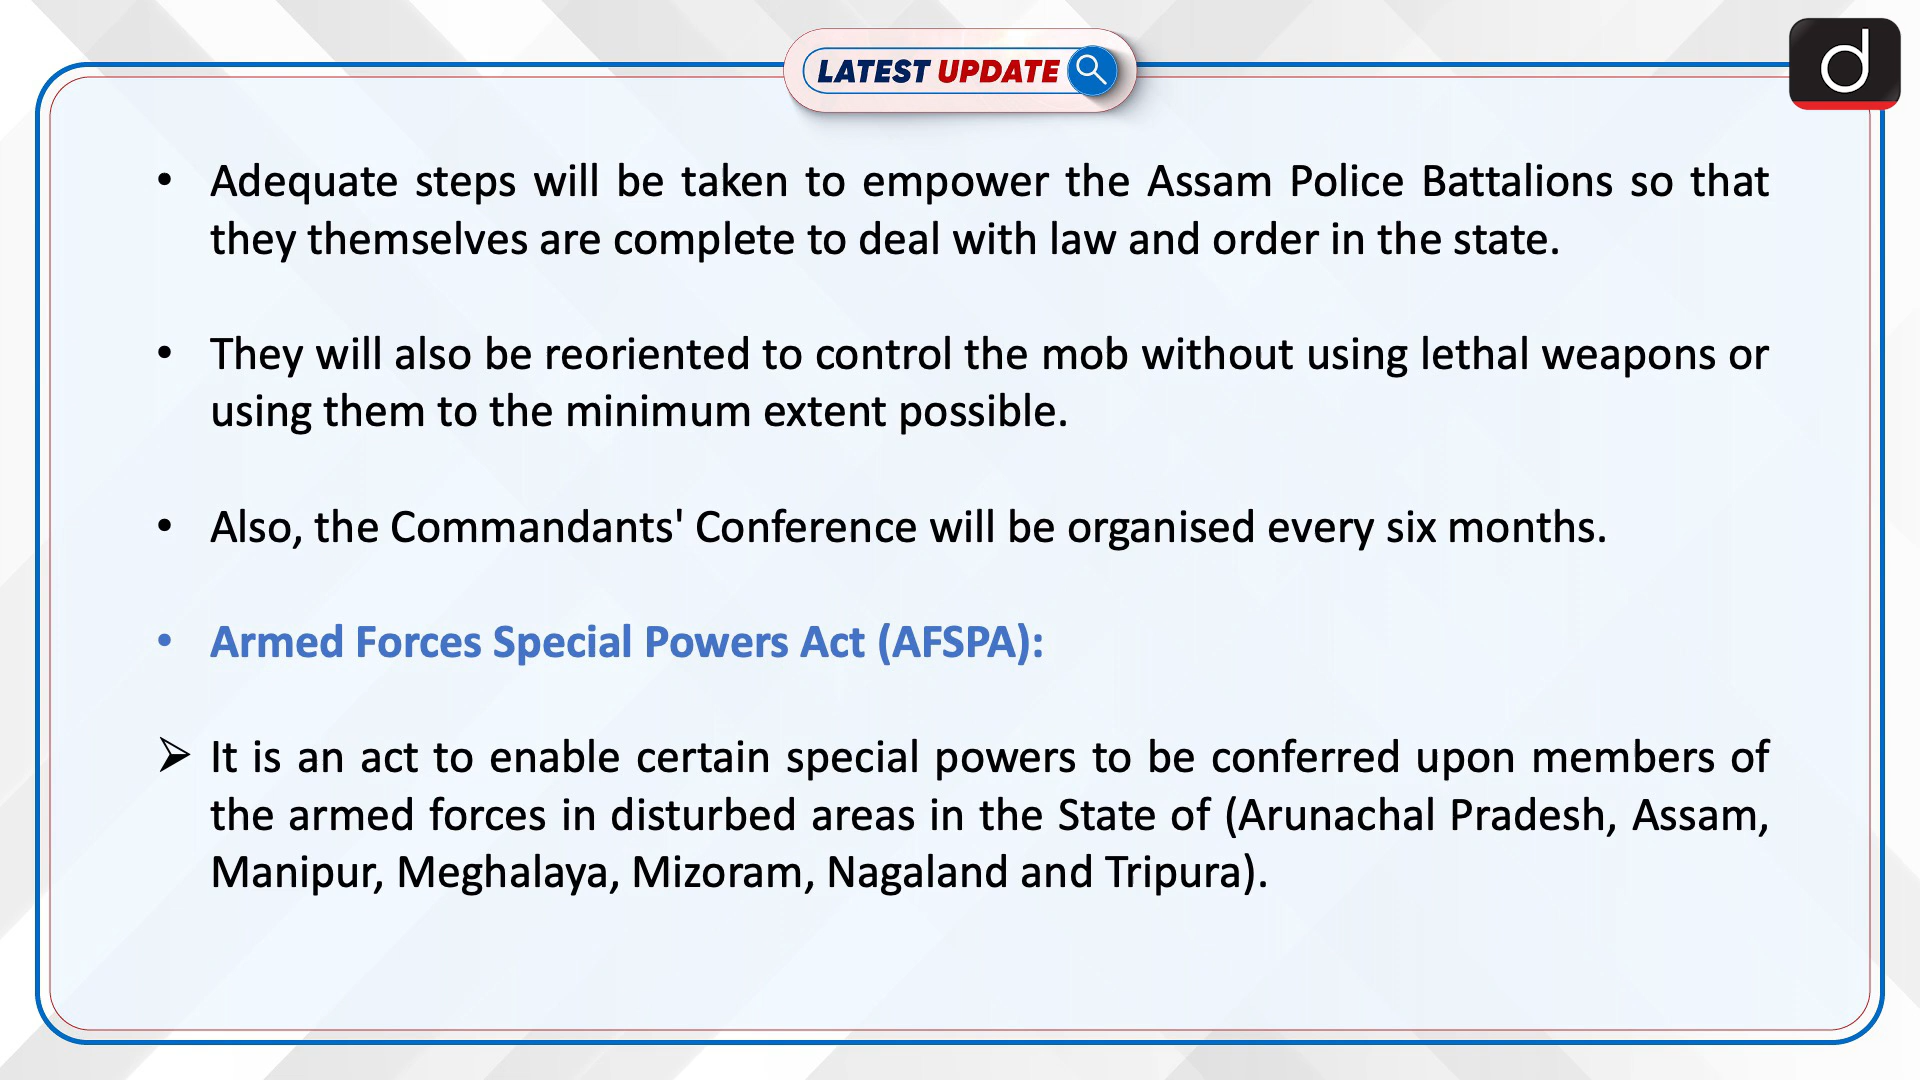 LATEST UPDATE
d
• Adequate steps will be taken to empower the Assam Police Battalions so that
they themselves are complete to deal with law and order in the state.
• They will also be reoriented to control the mob without using lethal weapons or
using them to the minimum extent possible.
• Also, the Commandants' Conference will be organised every six months.
• Armed Forces Special Powers Act (AFSPA):
➢ It is an act to enable certain special powers to be conferred upon members of
the armed forces in disturbed areas in the State of (Arunachal Pradesh, Assam,
Manipur, Meghalaya, Mizoram, Nagaland and Tripura).